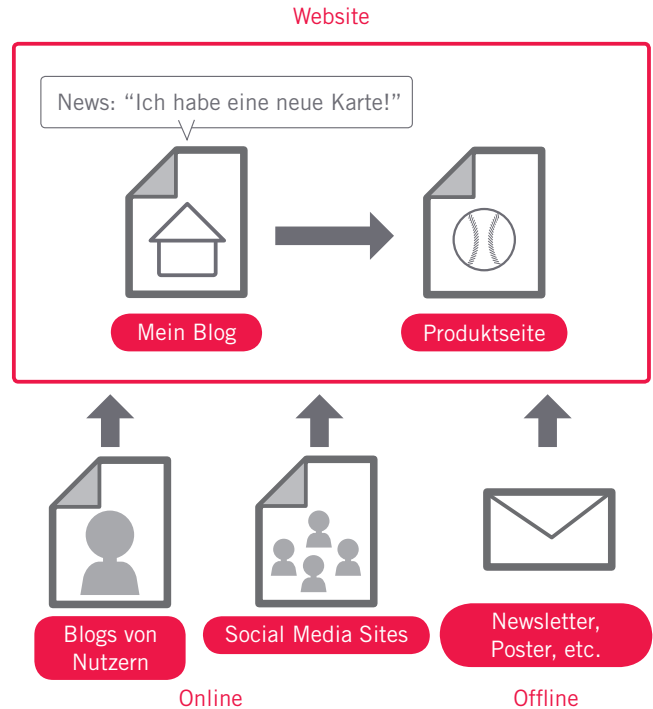 Website
News: “Ich habe eine neue Karte!”
Mein Blog
Produktseite
Blogs von
Nutzern
Social Media Sites
Newsletter,
Poster, etc.
Online
Offline